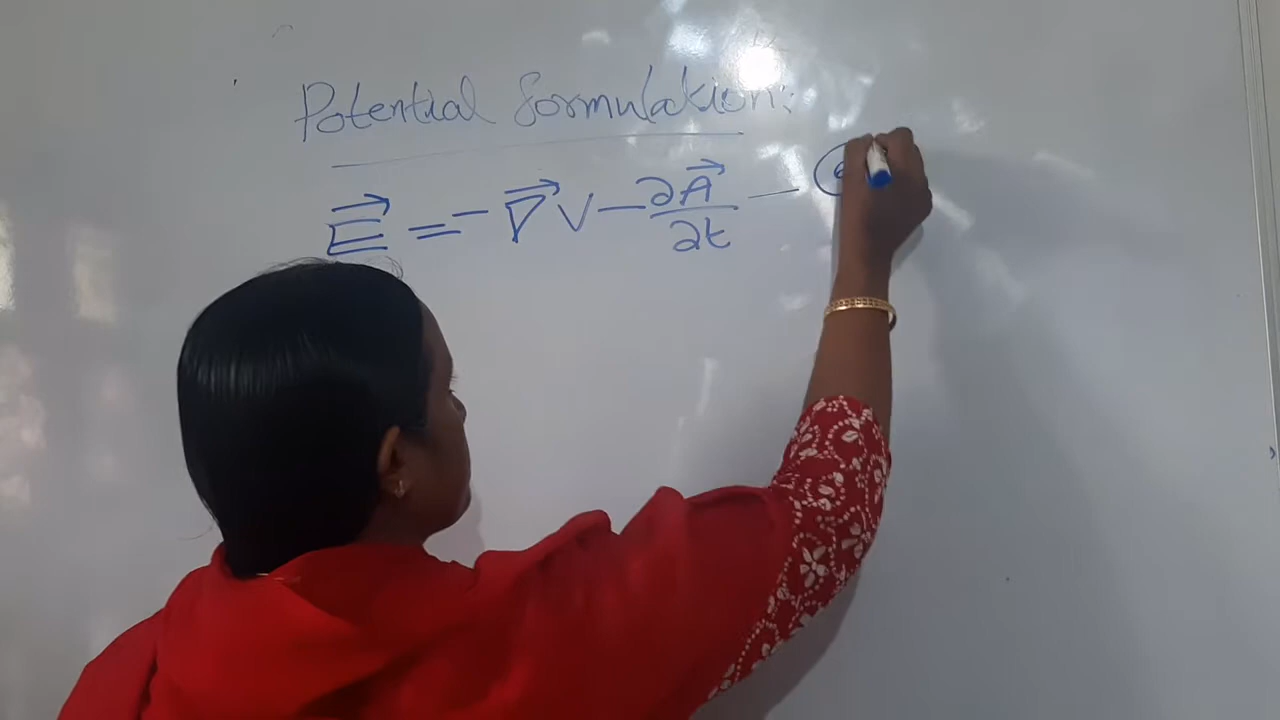 Potential formulation:
E⃗ = - ∇⃗V - ∂A⃗/∂t —